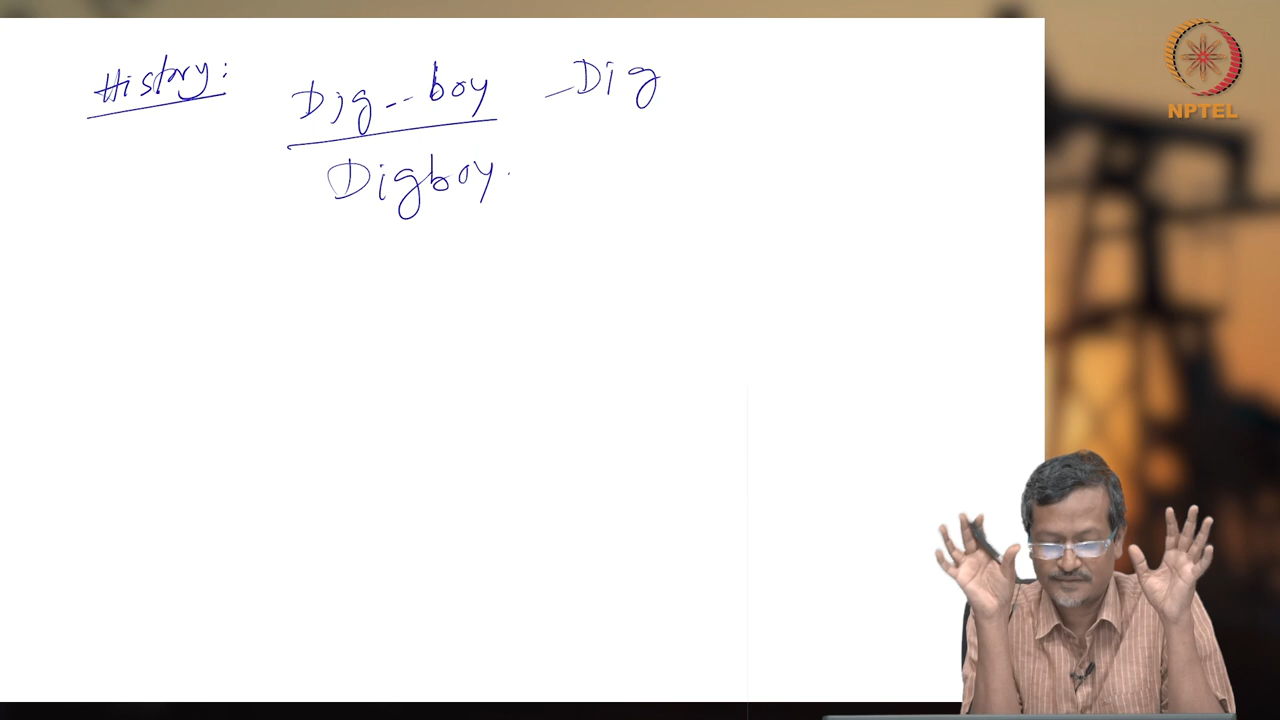 History: Dig -- boy – Dig
Digboy.
NPTEL